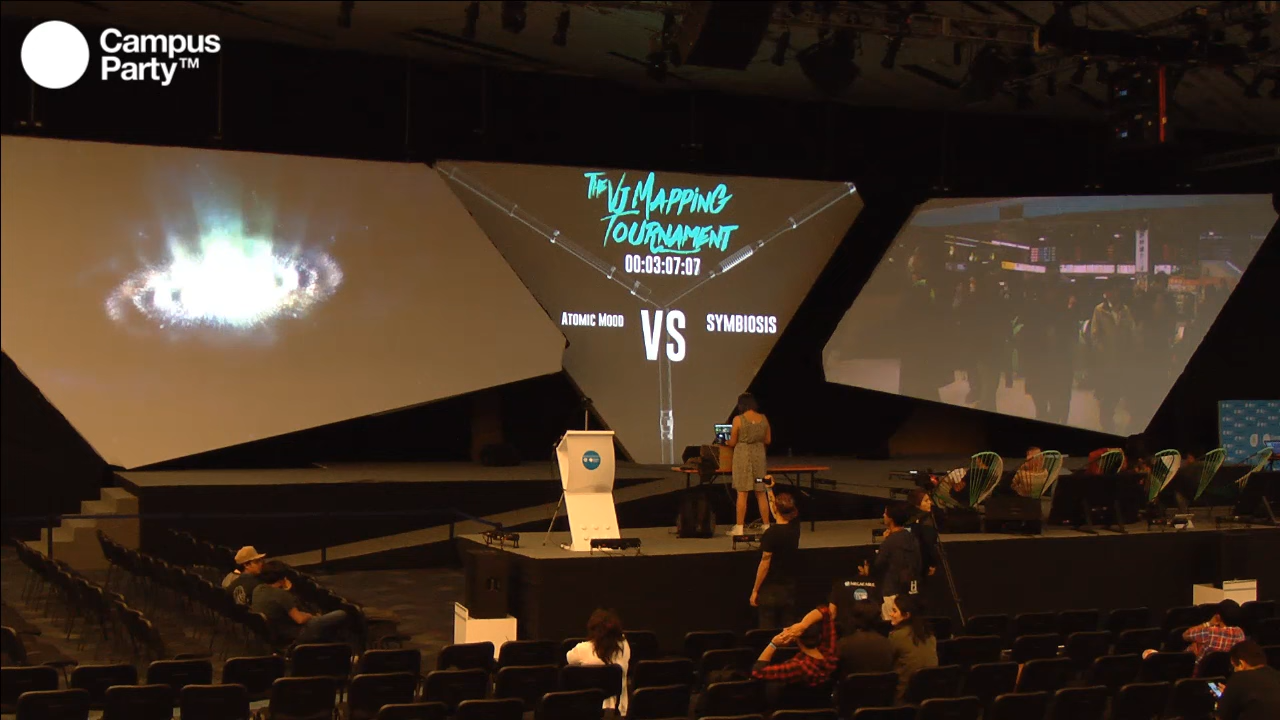 Campus
Party™
The VJ Mapping
Tournament
00:03:07:07
Atomic Mood
VS
SYMBIOSIS